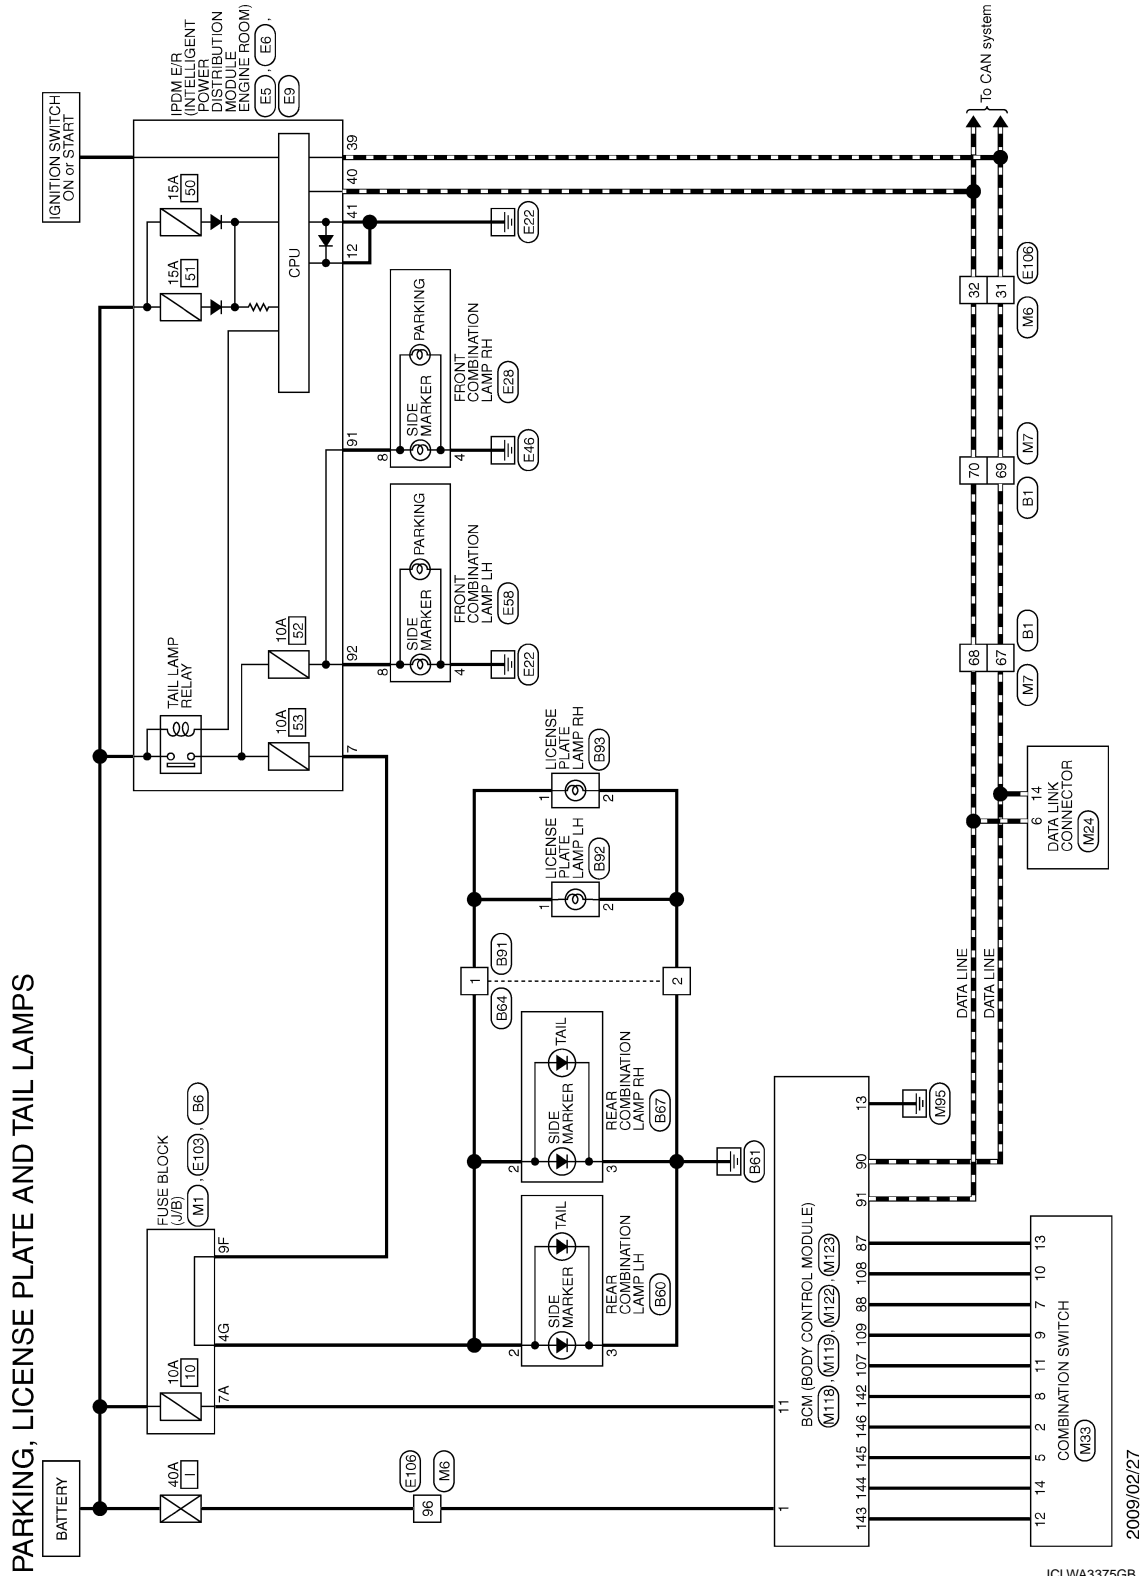 PARKING, LICENSE PLATE AND TAIL LAMPS
BATTERY
IGNITION SWITCH
ON or START
40A
I
10A
10
FUSE BLOCK
(J/B)
M1 , E103 , B6
7A
4G
9F
TAIL LAMP
RELAY
10A
53
10A
52
15A
51
15A
50
CPU
IPDM E/R
(INTELLIGENT
POWER
DISTRIBUTION
MODULE
ENGINE ROOM)
E5 , E6 ,
E9
7
92
91
12
41
40
39
E106
96
M6
8
SIDE
MARKER
PARKING
4
FRONT
COMBINATION
LAMP LH
E58
E22
8
SIDE
MARKER
PARKING
4
FRONT
COMBINATION
LAMP RH
E28
E46
E22
2
SIDE
MARKER
TAIL
3
REAR
COMBINATION
LAMP LH
B60
2
SIDE
MARKER
TAIL
3
REAR
COMBINATION
LAMP RH
B67
1
B64
B91
2
1
LICENSE
PLATE
LAMP LH
2
B92
1
LICENSE
PLATE
LAMP RH
2
B93
B61
1
11
BCM (BODY CONTROL MODULE)
M118 , M119 , M122 , M123
143
144
145
146
142
107
109
88
108
87
91
90
13
M95
12
14
5
2
8
11
9
7
10
13
COMBINATION SWITCH
M33
DATA LINE
DATA LINE
6
14
DATA LINK
CONNECTOR
M24
68
67
M7
B1
70
69
B1
M7
32
31
M6
E106
To CAN system
2009/02/27
JCLWA3375GB